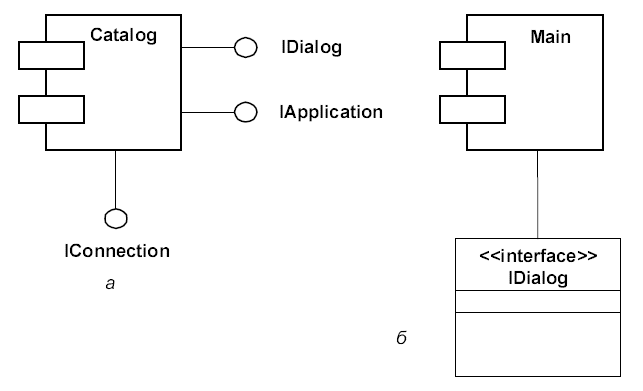 Catalog
IDialog
IApplication
IConnection
а
Main
<<interface>>
IDialog
б